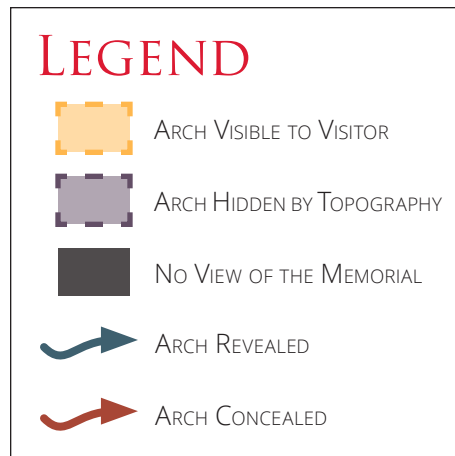 LEGEND
ARCH VISIBLE TO VISITOR
ARCH HIDDEN BY TOPOGRAPHY
NO VIEW OF THE MEMORIAL
ARCH REVEALED
ARCH CONCEALED